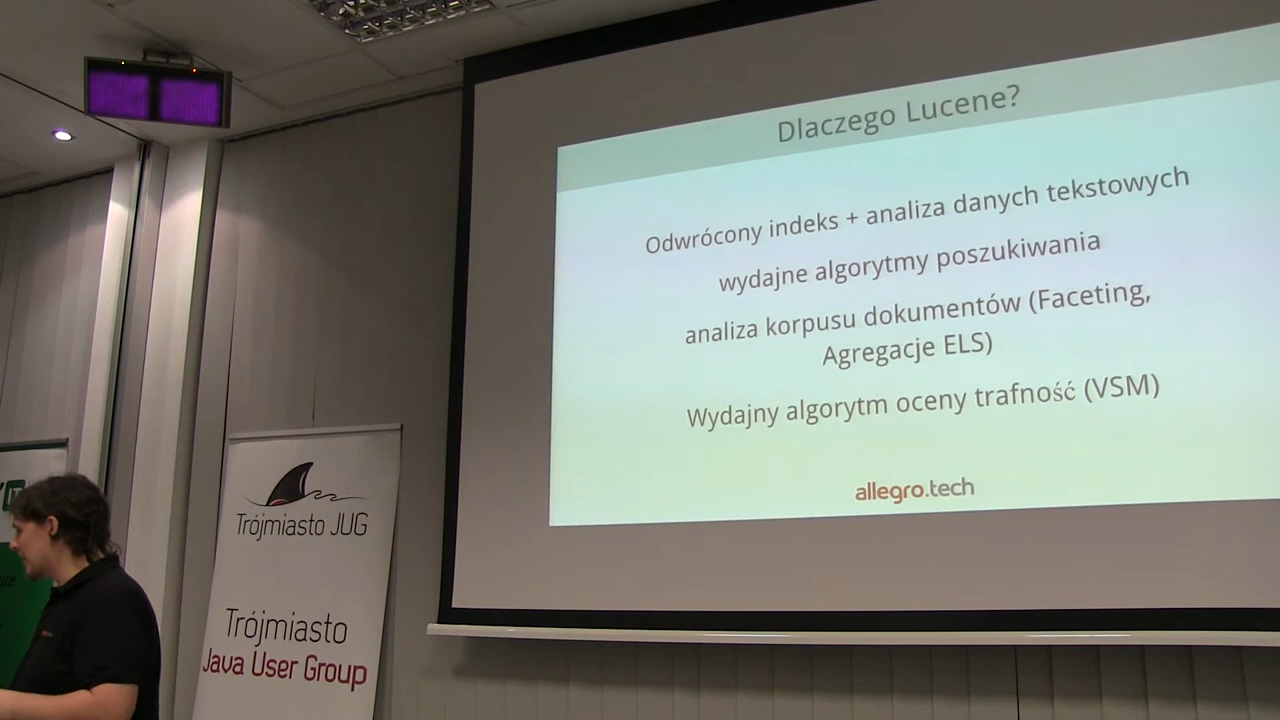 Dlaczego Lucene?
Odwrócony indeks + analiza danych tekstowych
wydajne algorytmy poszukiwania
analiza korpusu dokumentów (Faceting,
Agregacje ELS)
Wydajny algorytm oceny trafność (VSM)
allegro.tech
Trójmiasto JUG
Trójmiasto
Java User Group